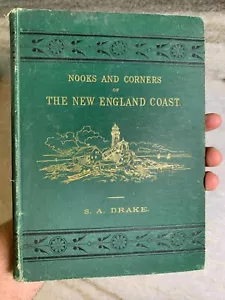 NOOKS AND CORNERS
OF
THE NEW ENGLAND COAST.
S. A. DRAKE.